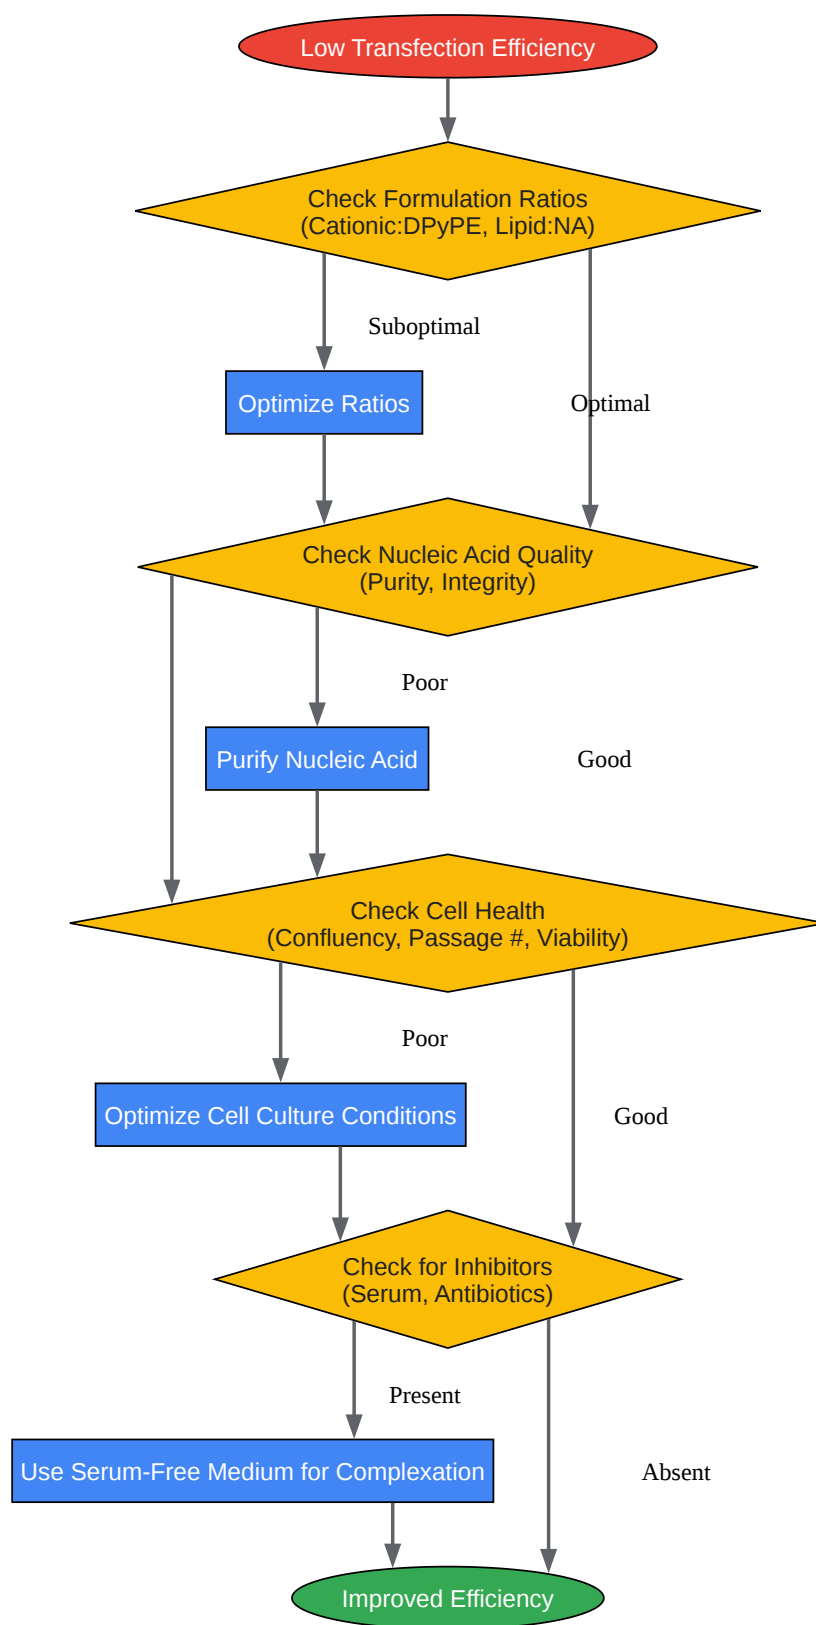 Low Transfection Efficiency
Check Formulation Ratios
(Cationic:DPyPE, Lipid:NA)
Suboptimal
Optimize Ratios
Optimal
Check Nucleic Acid Quality
(Purity, Integrity)
Poor
Purify Nucleic Acid
Good
Check Cell Health
(Confluency, Passage #, Viability)
Poor
Optimize Cell Culture Conditions
Good
Check for Inhibitors
(Serum, Antibiotics)
Present
Use Serum-Free Medium for Complexation
Absent
Improved Efficiency